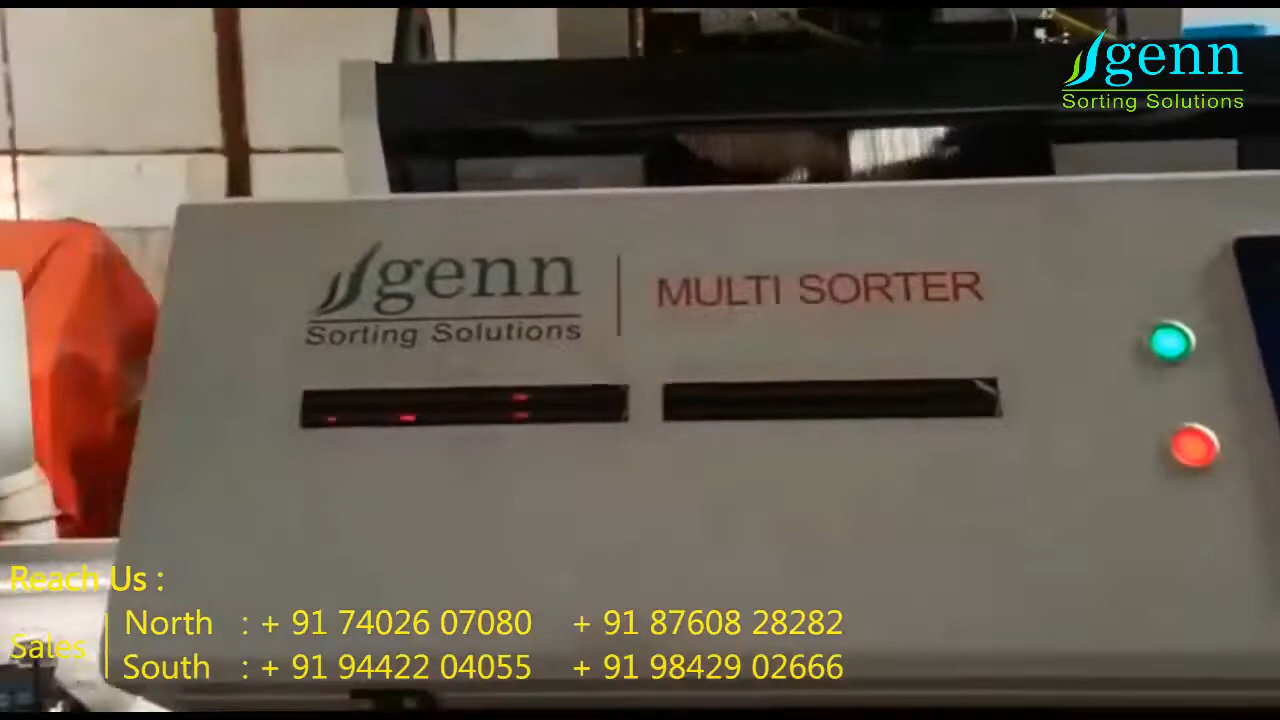 genn
Sorting Solutions
genn
Sorting Solutions
MULTI SORTER
Reach Us :
Sales
North : + 91 74026 07080 + 91 87608 28282
South : + 91 94422 04055 + 91 98429 02666